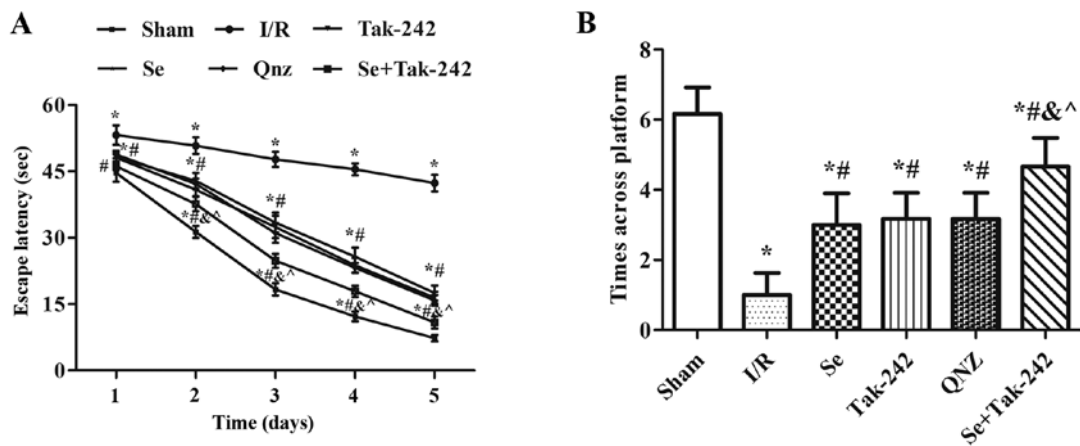 A
Sham I/R Tak-242
Se Qnz Se+Tak-242
Escape latency (sec)
60
45
30
15
0
* * * * *
# *# *# *# *# *#
*#&^ *#&^ *#&^ *#&^
1 2 3 4 5
Time (days)
B
Times across platform
8
6
4
2
0
* *# *# *# *#&^
Sham I/R Se Tak-242 QNZ Se+Tak-242